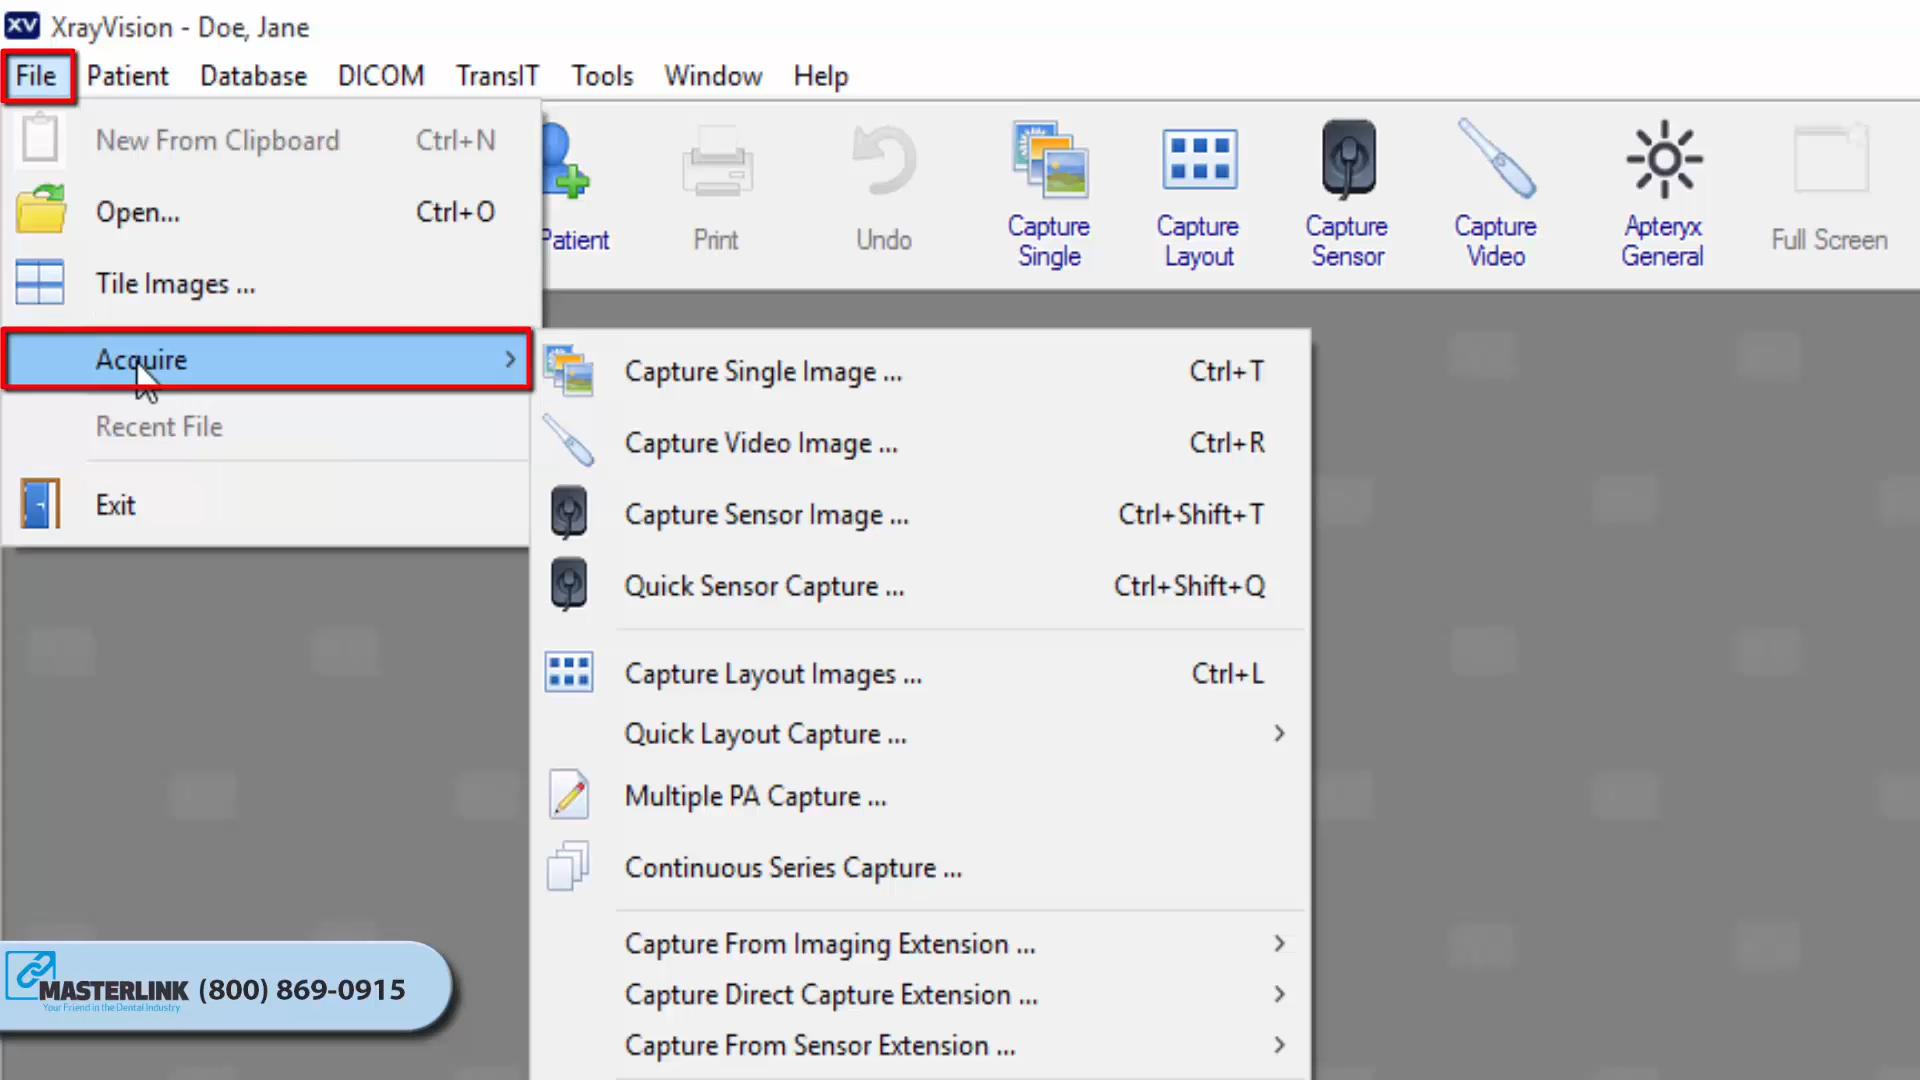 XV XrayVision - Doe, Jane
File Patient Database DICOM TransIT Tools Window Help
New From Clipboard Ctrl+N
Open... Ctrl+O
Tile Images ...
Acquire
Recent File
Exit
Patient
Print
Undo
Capture
Single
Capture
Layout
Capture
Sensor
Capture
Video
Apteryx
General
Full Screen
Capture Single Image ... Ctrl+T
Capture Video Image ... Ctrl+R
Capture Sensor Image ... Ctrl+Shift+T
Quick Sensor Capture ... Ctrl+Shift+Q
Capture Layout Images ... Ctrl+L
Quick Layout Capture ...
Multiple PA Capture ...
Continuous Series Capture ...
Capture From Imaging Extension ...
Capture Direct Capture Extension ...
Capture From Sensor Extension ...
MASTERLINK (800) 869-0915
Your Friend in the Dental Industry